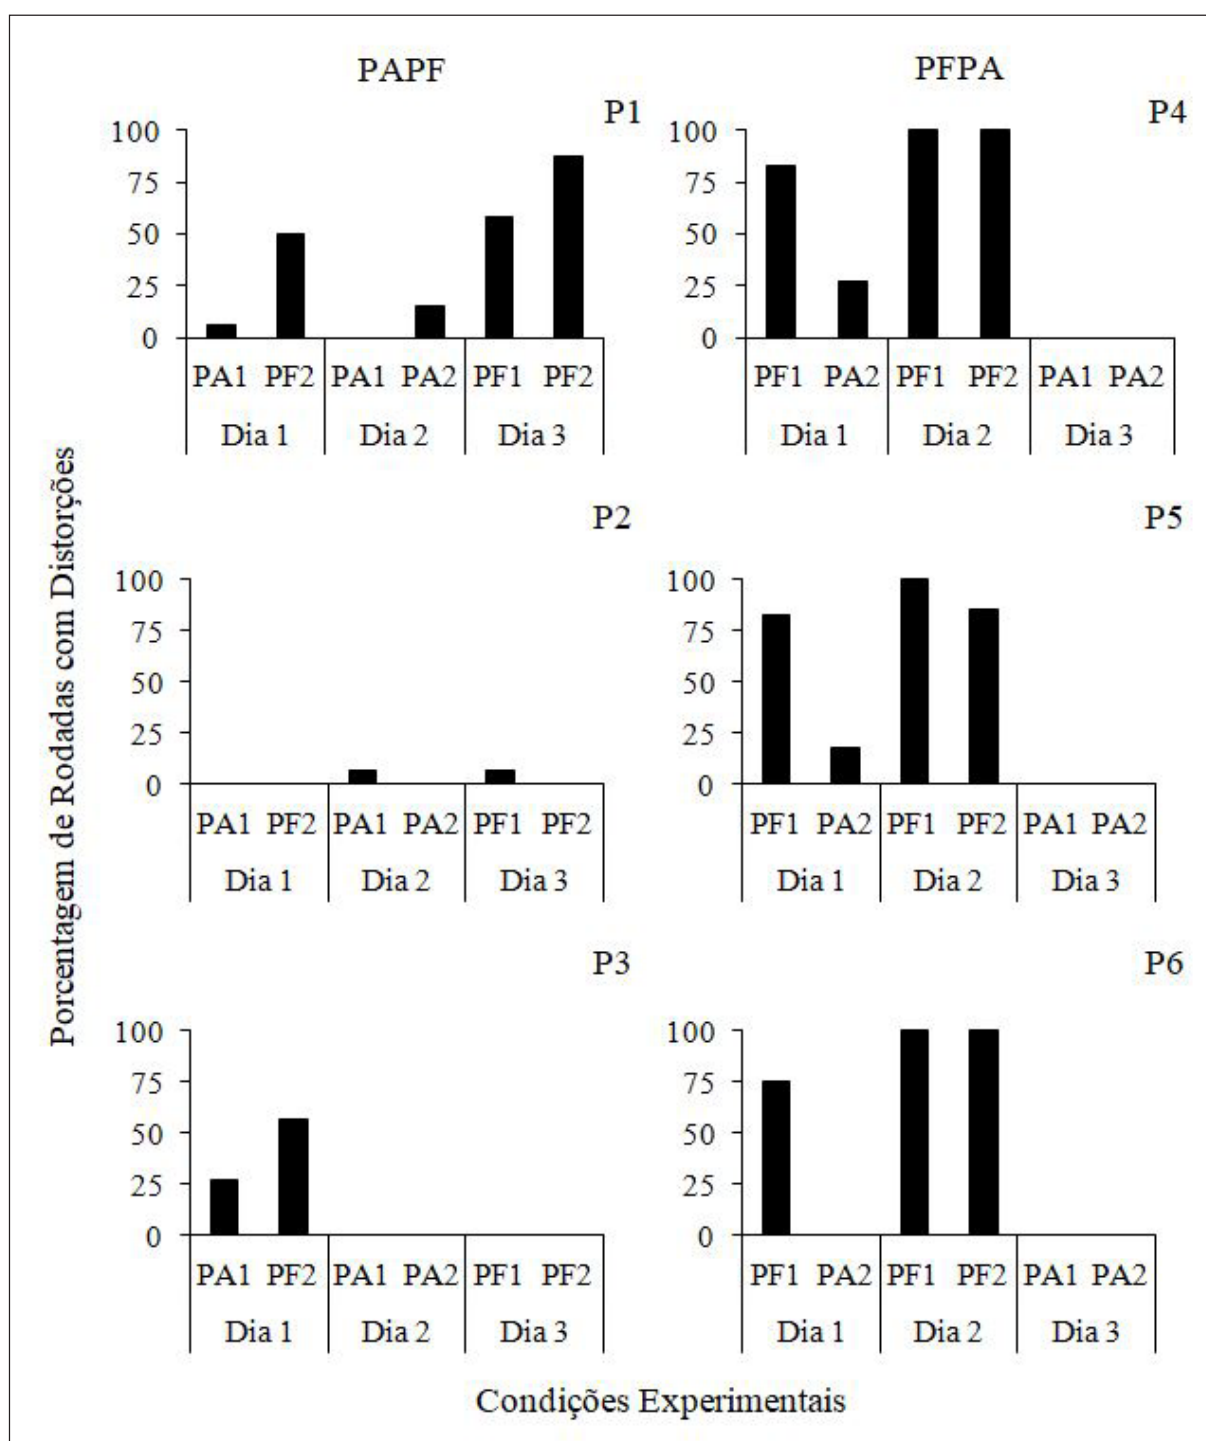 PAPF
PFPA
P1
100
75
50
25
0
PA1 PF2 PA1 PA2 PF1 PF2
Dia 1 Dia 2 Dia 3
P4
100
75
50
25
0
PF1 PA2 PF1 PF2 PA1 PA2
Dia 1 Dia 2 Dia 3
Porcentagem de Rodadas com Distorções
P2
100
75
50
25
0
PA1 PF2 PA1 PA2 PF1 PF2
Dia 1 Dia 2 Dia 3
P5
100
75
50
25
0
PF1 PA2 PF1 PF2 PA1 PA2
Dia 1 Dia 2 Dia 3
P3
100
75
50
25
0
PA1 PF2 PA1 PA2 PF1 PF2
Dia 1 Dia 2 Dia 3
P6
100
75
50
25
0
PF1 PA2 PF1 PF2 PA1 PA2
Dia 1 Dia 2 Dia 3
Condições Experimentais